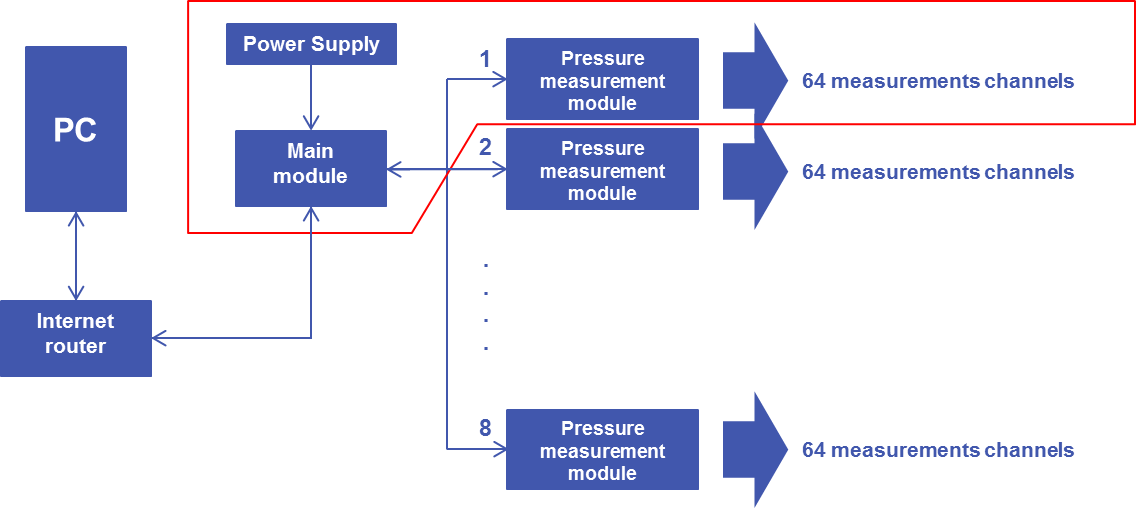 Power Supply
PC
Main
module
Internet
router
1
Pressure
measurement
module
64 measurements channels
2
Pressure
measurement
module
64 measurements channels
.
.
.
.
8
Pressure
measurement
module
64 measurements channels